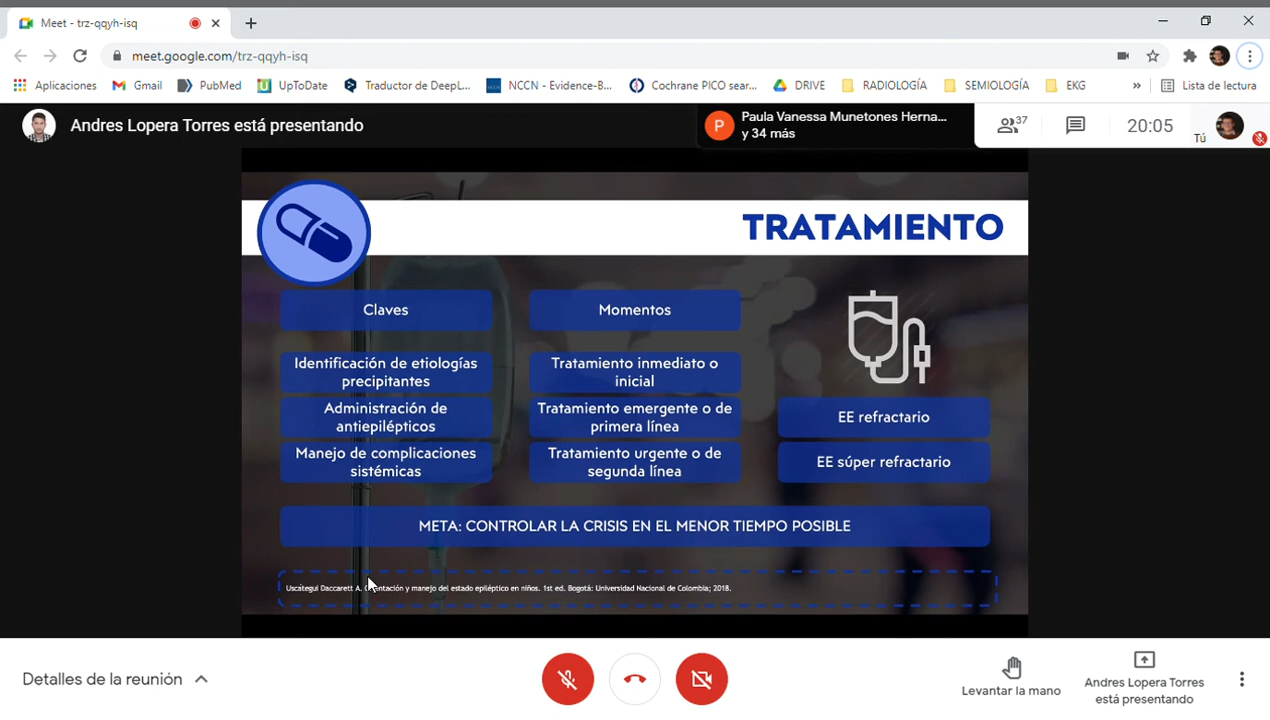 Meet - trz-qqyh-isq
meet.google.com/trz-qqyh-isq
Aplicaciones
Gmail
PubMed
UpToDate
Traductor de DeepL...
NCCN - Evidence-B...
Cochrane PICO sear...
DRIVE
RADIOLOGÍA
SEMIOLOGÍA
EKG
»
Lista de lectura
Andres Lopera Torres está presentando
P
Paula Vanessa Munetones Herna...
y 34 más
37
20:05
Tú
TRATAMIENTO
Claves
Identificación de etiologías
precipitantes
Administración de
antiepilépticos
Manejo de complicaciones
sistémicas
Momentos
Tratamiento inmediato o
inicial
Tratamiento emergente o de
primera línea
Tratamiento urgente o de
segunda línea
EE refractario
EE súper refractario
META: CONTROLAR LA CRISIS EN EL MENOR TIEMPO POSIBLE
Uscátegui Daccarett A. entación y manejo del estado epiléptico en niños. 1st ed. Bogotá: Universidad Nacional de Colombia; 2018.
Detalles de la reunión
Levantar la mano
Andres Lopera Torres
está presentando